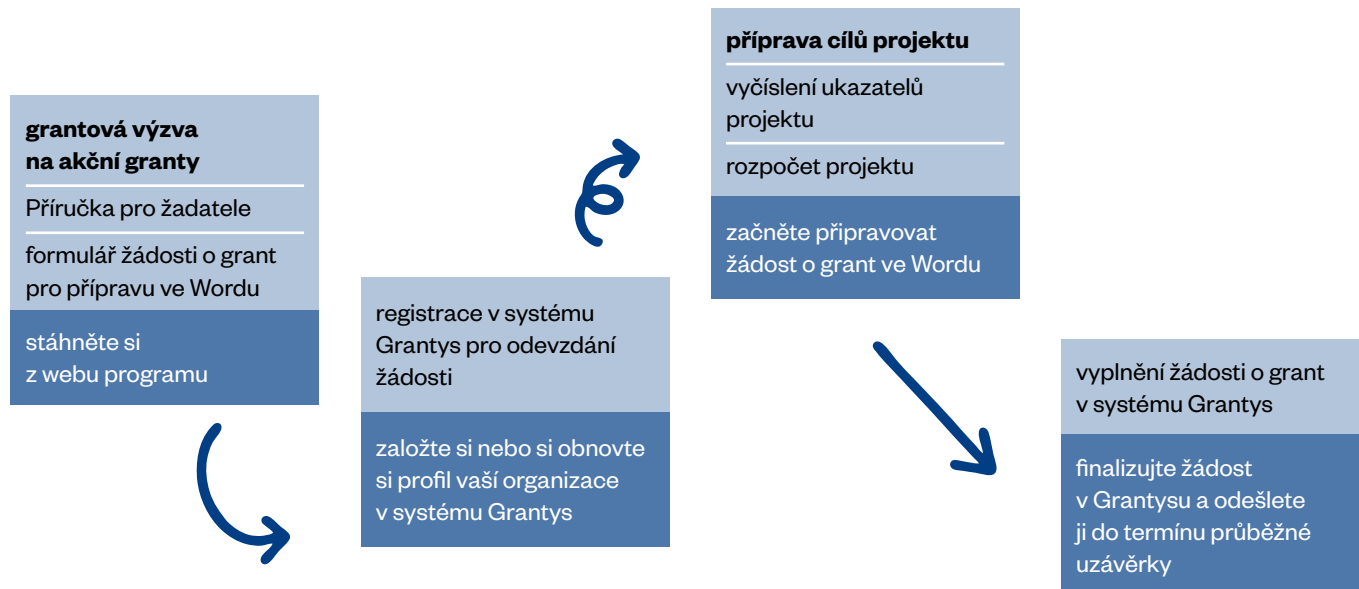 grantová výzva
na akční granty
Příručka pro žadatele
formulář žádosti o grant
pro přípravu ve Wordu
stáhněte si
z webu programu
registrace v systému
Grantys pro odevzdání
žádosti
založte si nebo si obnovte
si profil vaší organizace
v systému Grantys
příprava cílů projektu
vyčíslení ukazatelů
projektu
rozpočet projektu
začněte připravovat
žádost o grant ve Wordu
vyplnění žádosti o grant
v systému Grantys
finalizujte žádost
v Grantysu a odešlete
ji do termínu průběžné
uzávěrky